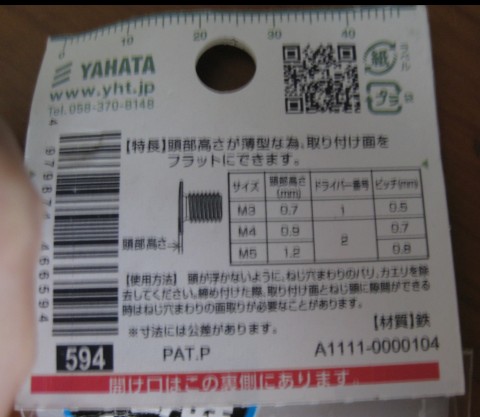 0 10 20 30 40
YAHATA
www.yht.jp
Tel.058-370-8148
紙
タグ
【特長】頭部高さが薄型な為、取り付け面を
フラットにできます。
サイズ 頭部高さ(mm) ドライバー番号 ピッチ(mm)
M3 0.7 1 0.5
M4 0.9 2 0.7
M5 1.2 0.8
頭部高さ
【使用方法】 頭が浮かないように、ねじ穴まわりのバリ、カエリを除
去してください。締め付けた際、取り付け面とねじ頭に隙間ができる
時はねじ穴まわりの面取りが必要なことがあります。
※寸法には公差があります。
【材質】鉄
594
PAT.P
A1111-0000104
開け口はこの裏側にあります。